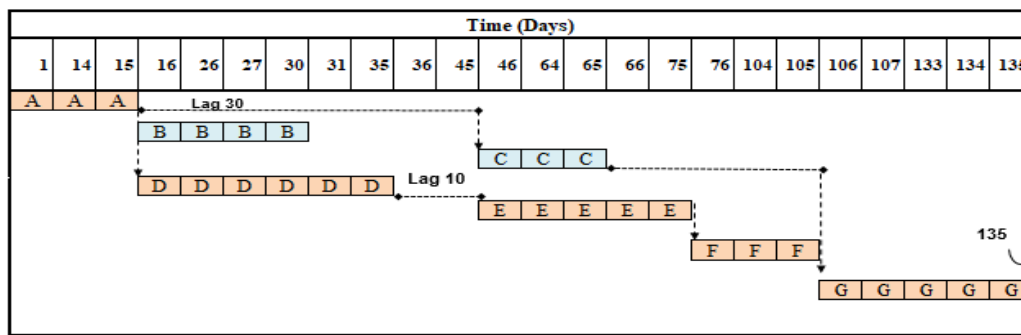 Time (Days)
1 14 15 16 26 27 30 31 35 36 45 46 64 65 66 75 76 104 105 106 107 133 134 135
A A A Lag 30
B B B B
C C C
D D D D D D Lag 10
E E E E E
F F F 135
G G G G G